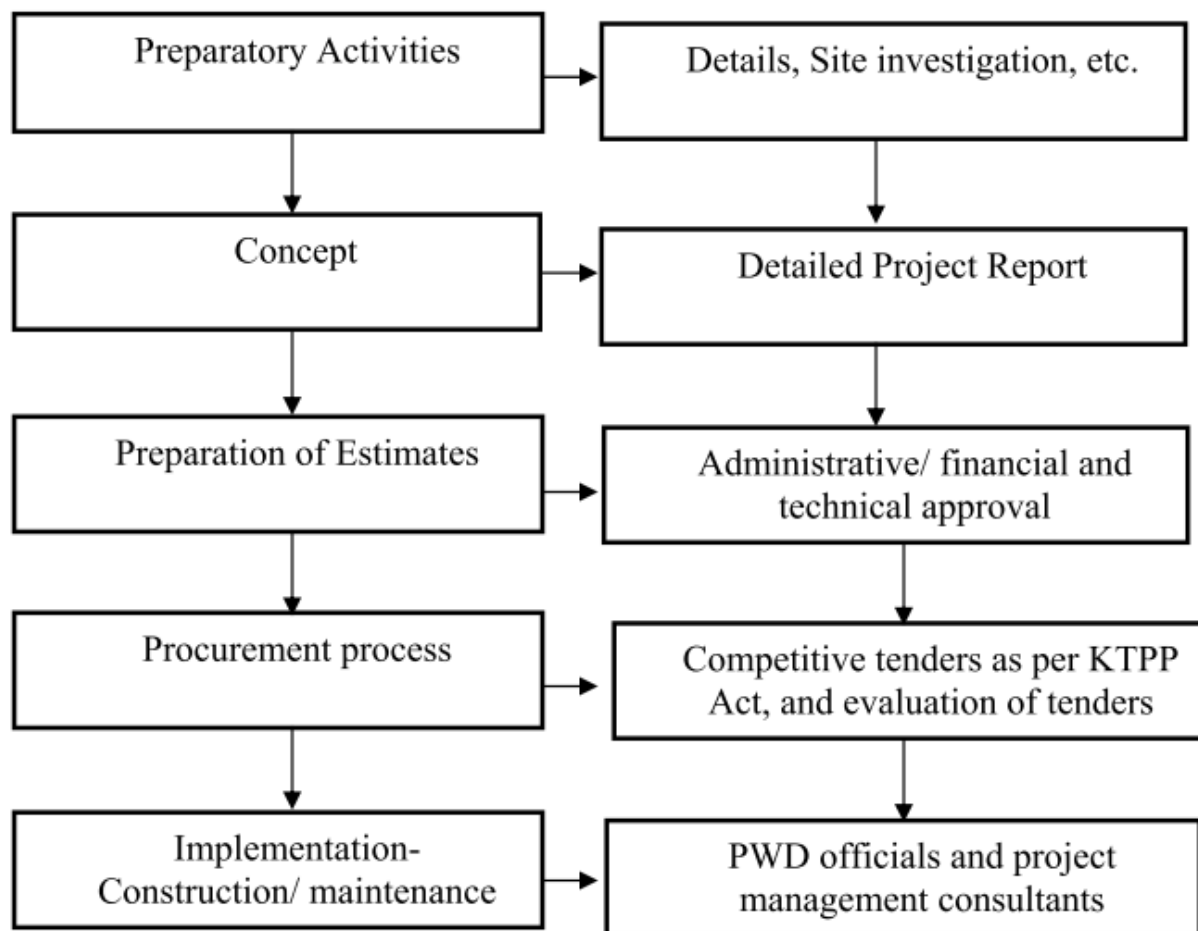 Preparatory Activities
Details, Site investigation, etc.
Concept
Detailed Project Report
Preparation of Estimates
Administrative/ financial and
technical approval
Procurement process
Competitive tenders as per KTPP
Act, and evaluation of tenders
Implementation-
Construction/ maintenance
PWD officials and project
management consultants